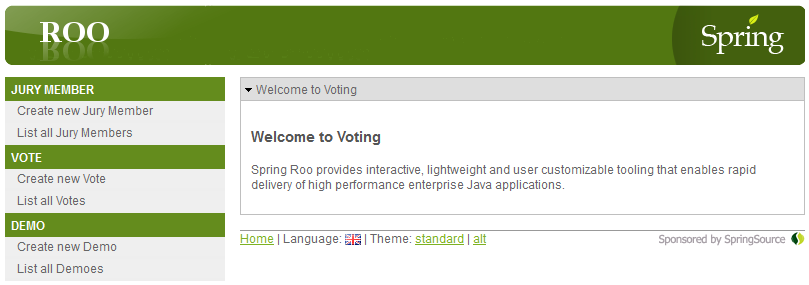 ROO
Spring
JURY MEMBER
Create new Jury Member
List all Jury Members
VOTE
Create new Vote
List all Votes
DEMO
Create new Demo
List all Demoes
Welcome to Voting
Welcome to Voting
Spring Roo provides interactive, lightweight and user customizable tooling that enables rapid
delivery of high performance enterprise Java applications.
Home | Language: | Theme: standard | alt
Sponsored by SpringSource